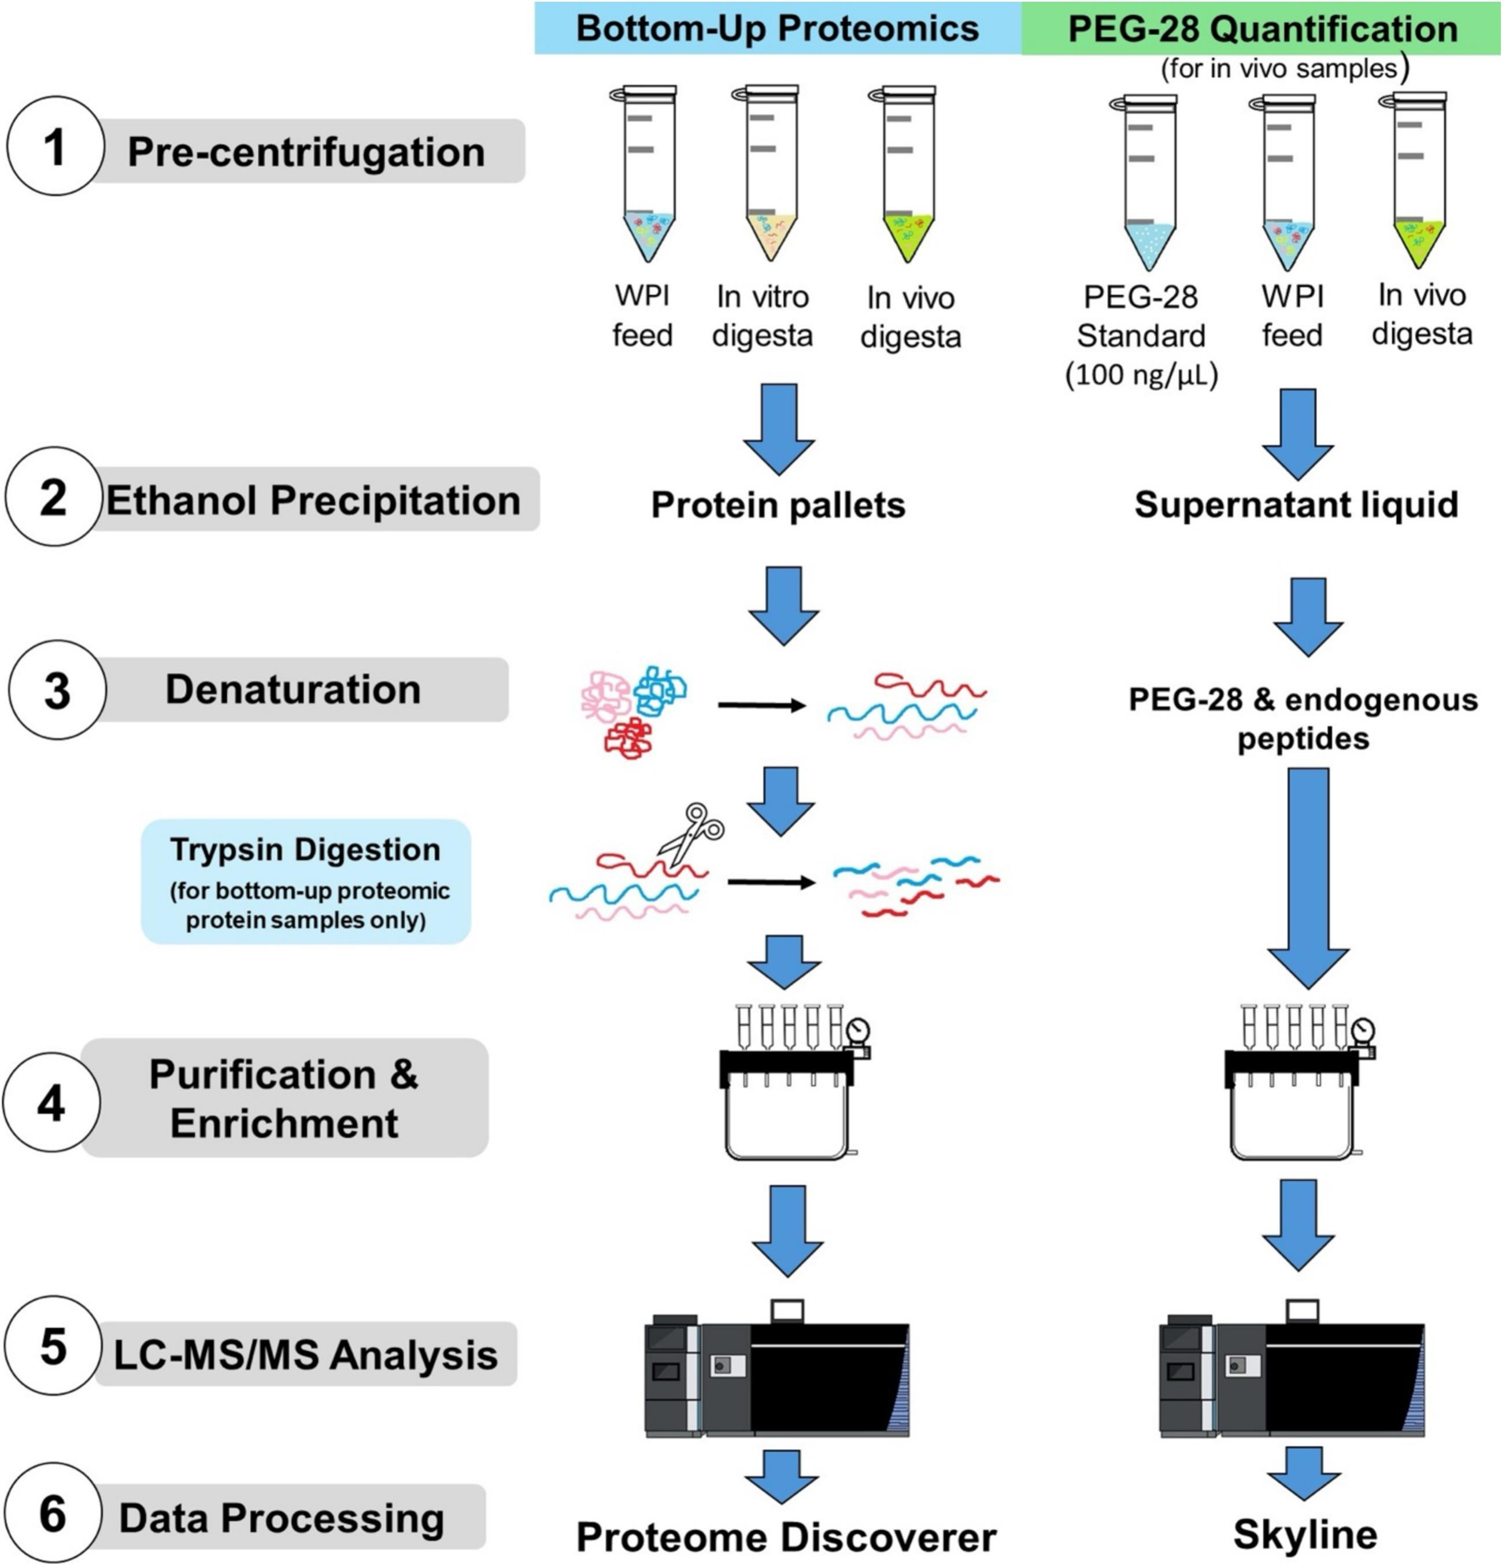 Bottom-Up Proteomics
PEG-28 Quantification
(for in vivo samples)
1
Pre-centrifugation
WPI
feed
In vitro
digesta
In vivo
digesta
PEG-28
Standard
(100 ng/µL)
WPI
feed
In vivo
digesta
2
Ethanol Precipitation
Protein pallets
Supernatant liquid
3
Denaturation
PEG-28 & endogenous
peptides
Trypsin Digestion
(for bottom-up proteomic
protein samples only)
4
Purification &
Enrichment
5
LC-MS/MS Analysis
6
Data Processing
Proteome Discoverer
Skyline